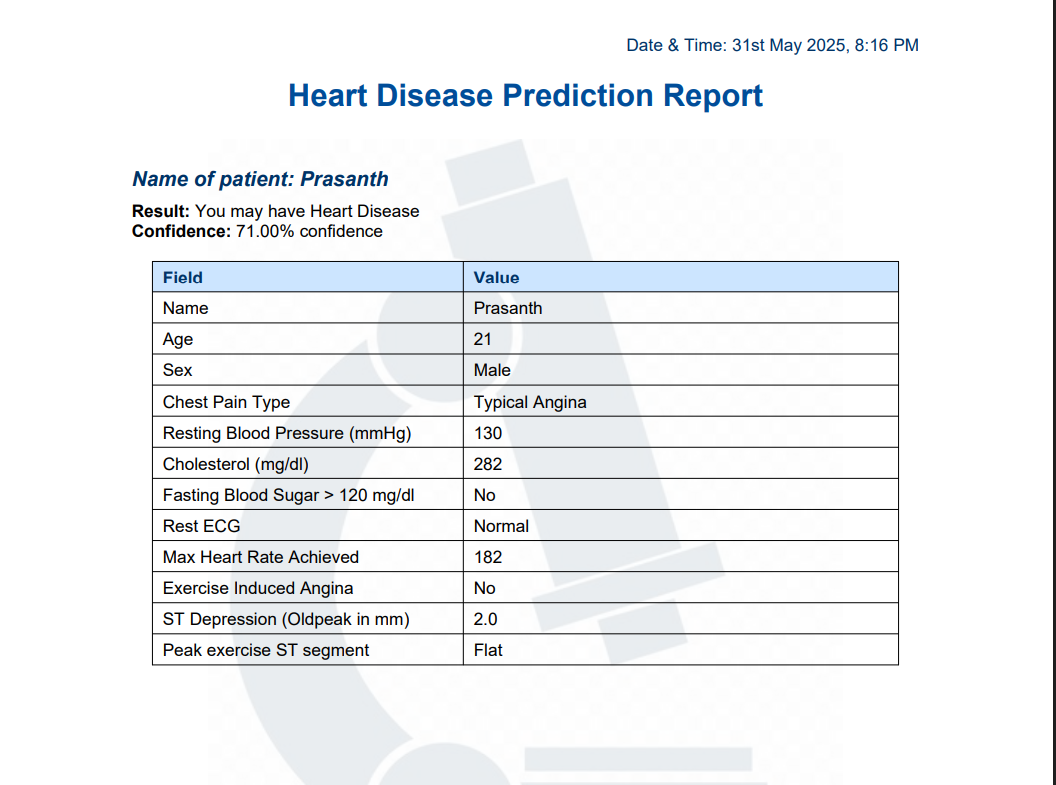 Date & Time: 31st May 2025, 8:16 PM
Heart Disease Prediction Report
Name of patient: Prasanth
Result: You may have Heart Disease
Confidence: 71.00% confidence
Field Value
Name Prasanth
Age 21
Sex Male
Chest Pain Type Typical Angina
Resting Blood Pressure (mmHg) 130
Cholesterol (mg/dl) 282
Fasting Blood Sugar > 120 mg/dl No
Rest ECG Normal
Max Heart Rate Achieved 182
Exercise Induced Angina No
ST Depression (Oldpeak in mm) 2.0
Peak exercise ST segment Flat